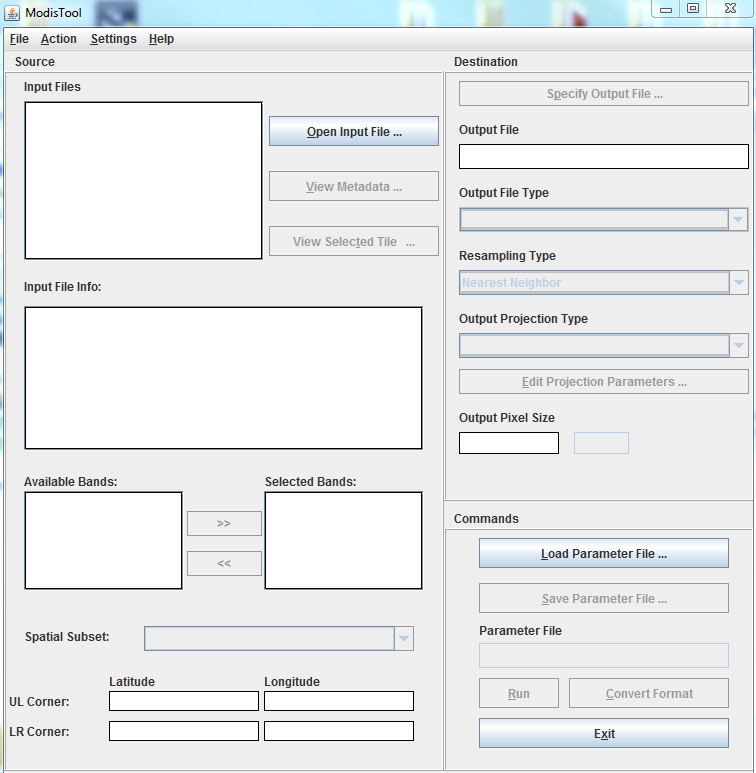 ModisTool
File Action Settings Help
Source
Input Files
Open Input File ...
View Metadata ...
View Selected Tile ...
Input File Info:
Available Bands:
Selected Bands:
>>
<<
Spatial Subset:
Latitude
Longitude
UL Corner:
LR Corner:
Destination
Specify Output File ...
Output File
Output File Type
Resampling Type
Nearest Neighbor
Output Projection Type
Edit Projection Parameters ...
Output Pixel Size
Commands
Load Parameter File ...
Save Parameter File ...
Parameter File
Run
Convert Format
Exit